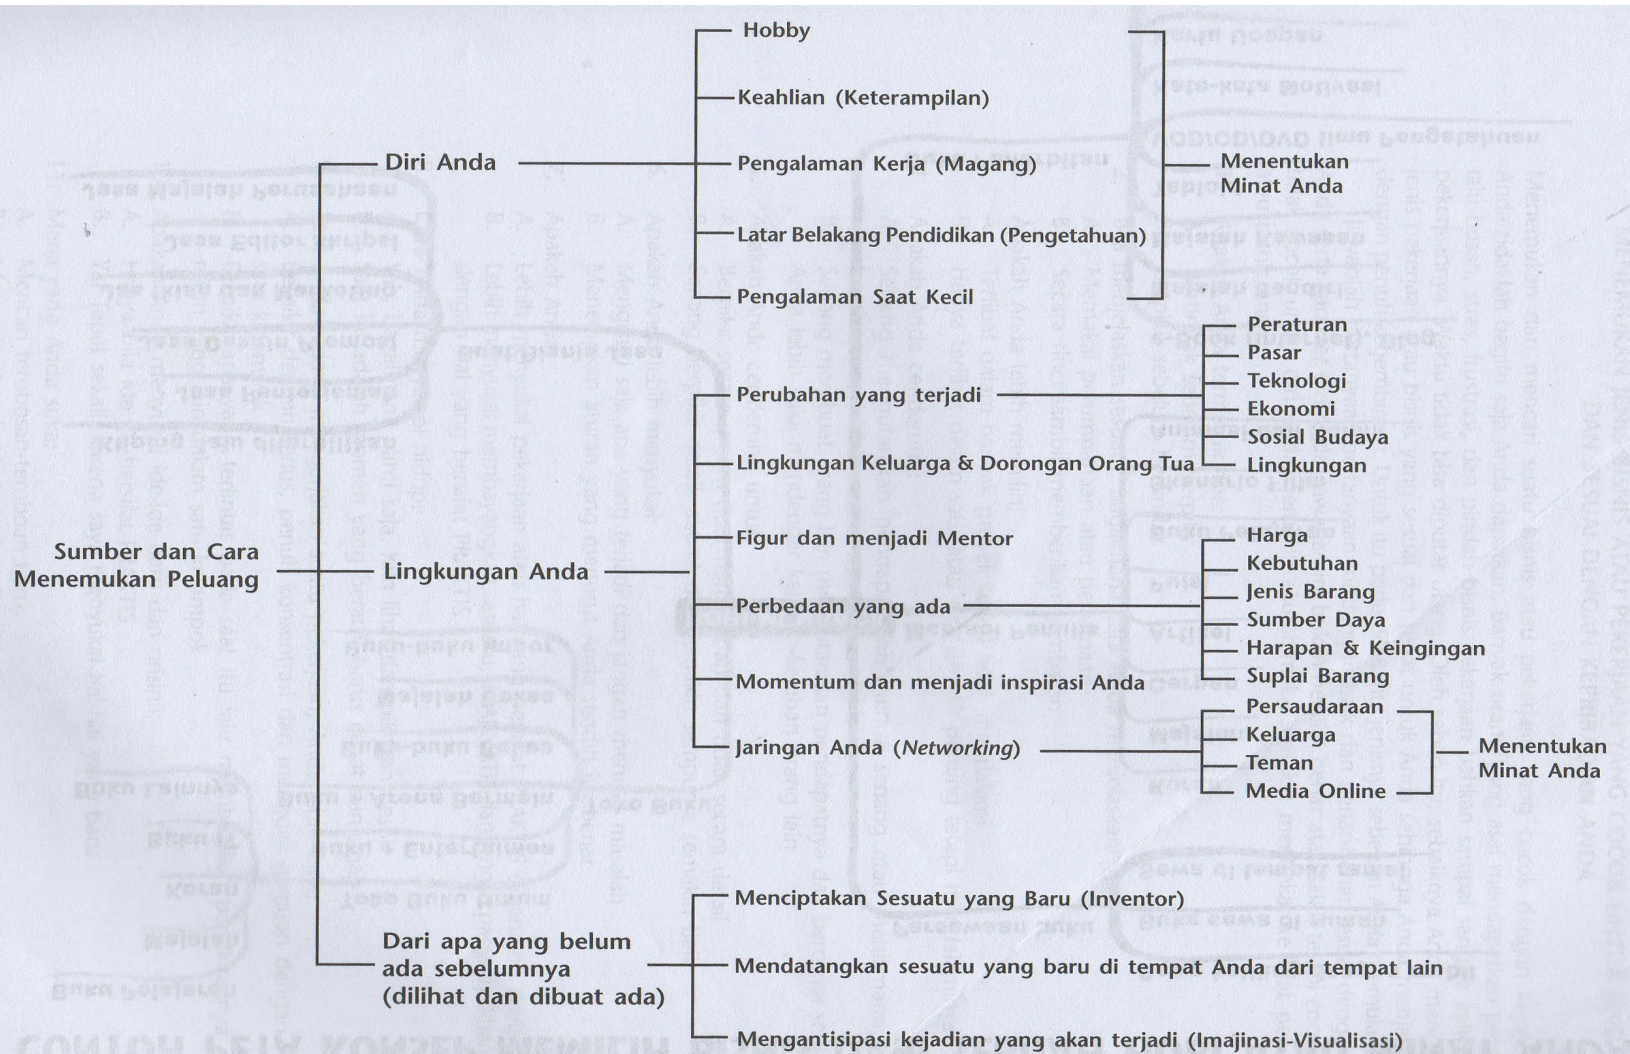 Sumber dan Cara
Menemukan Peluang
Diri Anda
Hobby
Keahlian (Keterampilan)
Pengalaman Kerja (Magang)
Latar Belakang Pendidikan (Pengetahuan)
Pengalaman Saat Kecil
Menentukan
Minat Anda
Lingkungan Anda
Perubahan yang terjadi
Peraturan
Pasar
Teknologi
Ekonomi
Sosial Budaya
Lingkungan
Lingkungan Keluarga & Dorongan Orang Tua
Figur dan menjadi Mentor
Perbedaan yang ada
Harga
Kebutuhan
Jenis Barang
Sumber Daya
Harapan & Keingingan
Suplai Barang
Momentum dan menjadi inspirasi Anda
Jaringan Anda (Networking)
Persaudaraan
Keluarga
Teman
Media Online
Menentukan
Minat Anda
Dari apa yang belum
ada sebelumnya
(dilihat dan dibuat ada)
Menciptakan Sesuatu yang Baru (Inventor)
Mendatangkan sesuatu yang baru di tempat Anda dari tempat lain
Mengantisipasi kejadian yang akan terjadi (Imajinasi-Visualisasi)